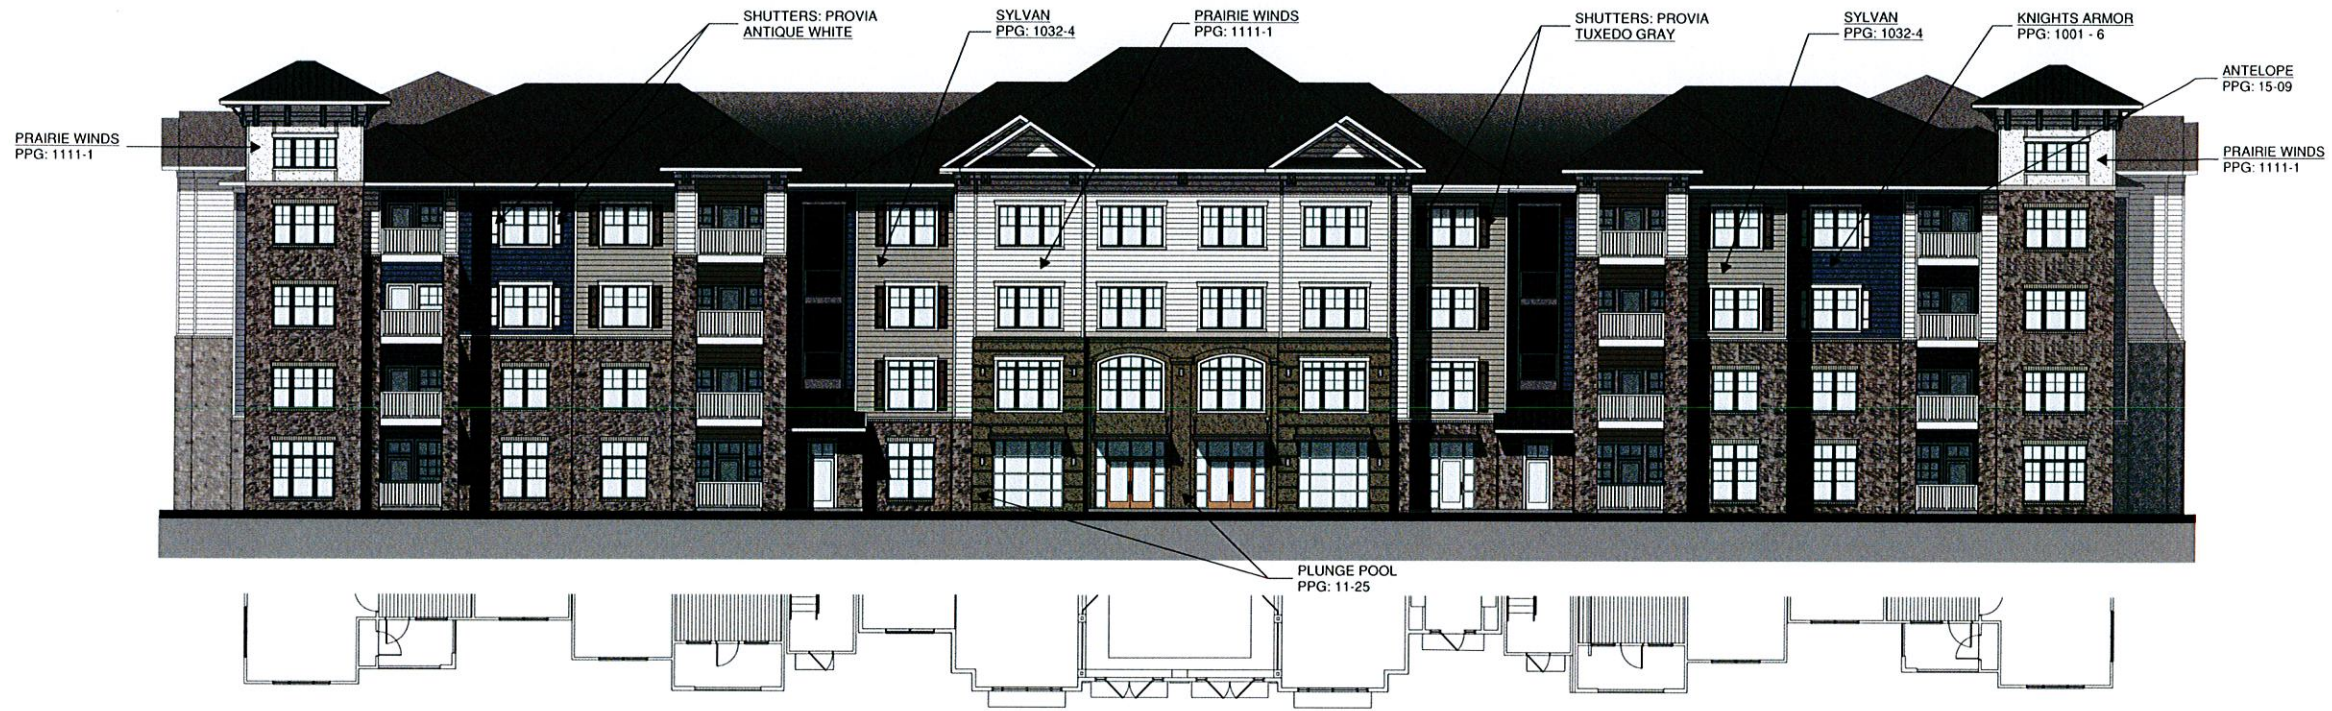 SHUTTERS: PROVIA
ANTIQUE WHITE
SYLVAN
PPG: 1032-4
PRAIRIE WINDS
PPG: 1111-1
SHUTTERS: PROVIA
TUXEDO GRAY
SYLVAN
PPG: 1032-4
KNIGHTS ARMOR
PPG: 1001 - 6
ANTELOPE
PPG: 15-09
PRAIRIE WINDS
PPG: 1111-1
PRAIRIE WINDS
PPG: 1111-1
PLUNGE POOL
PPG: 11-25